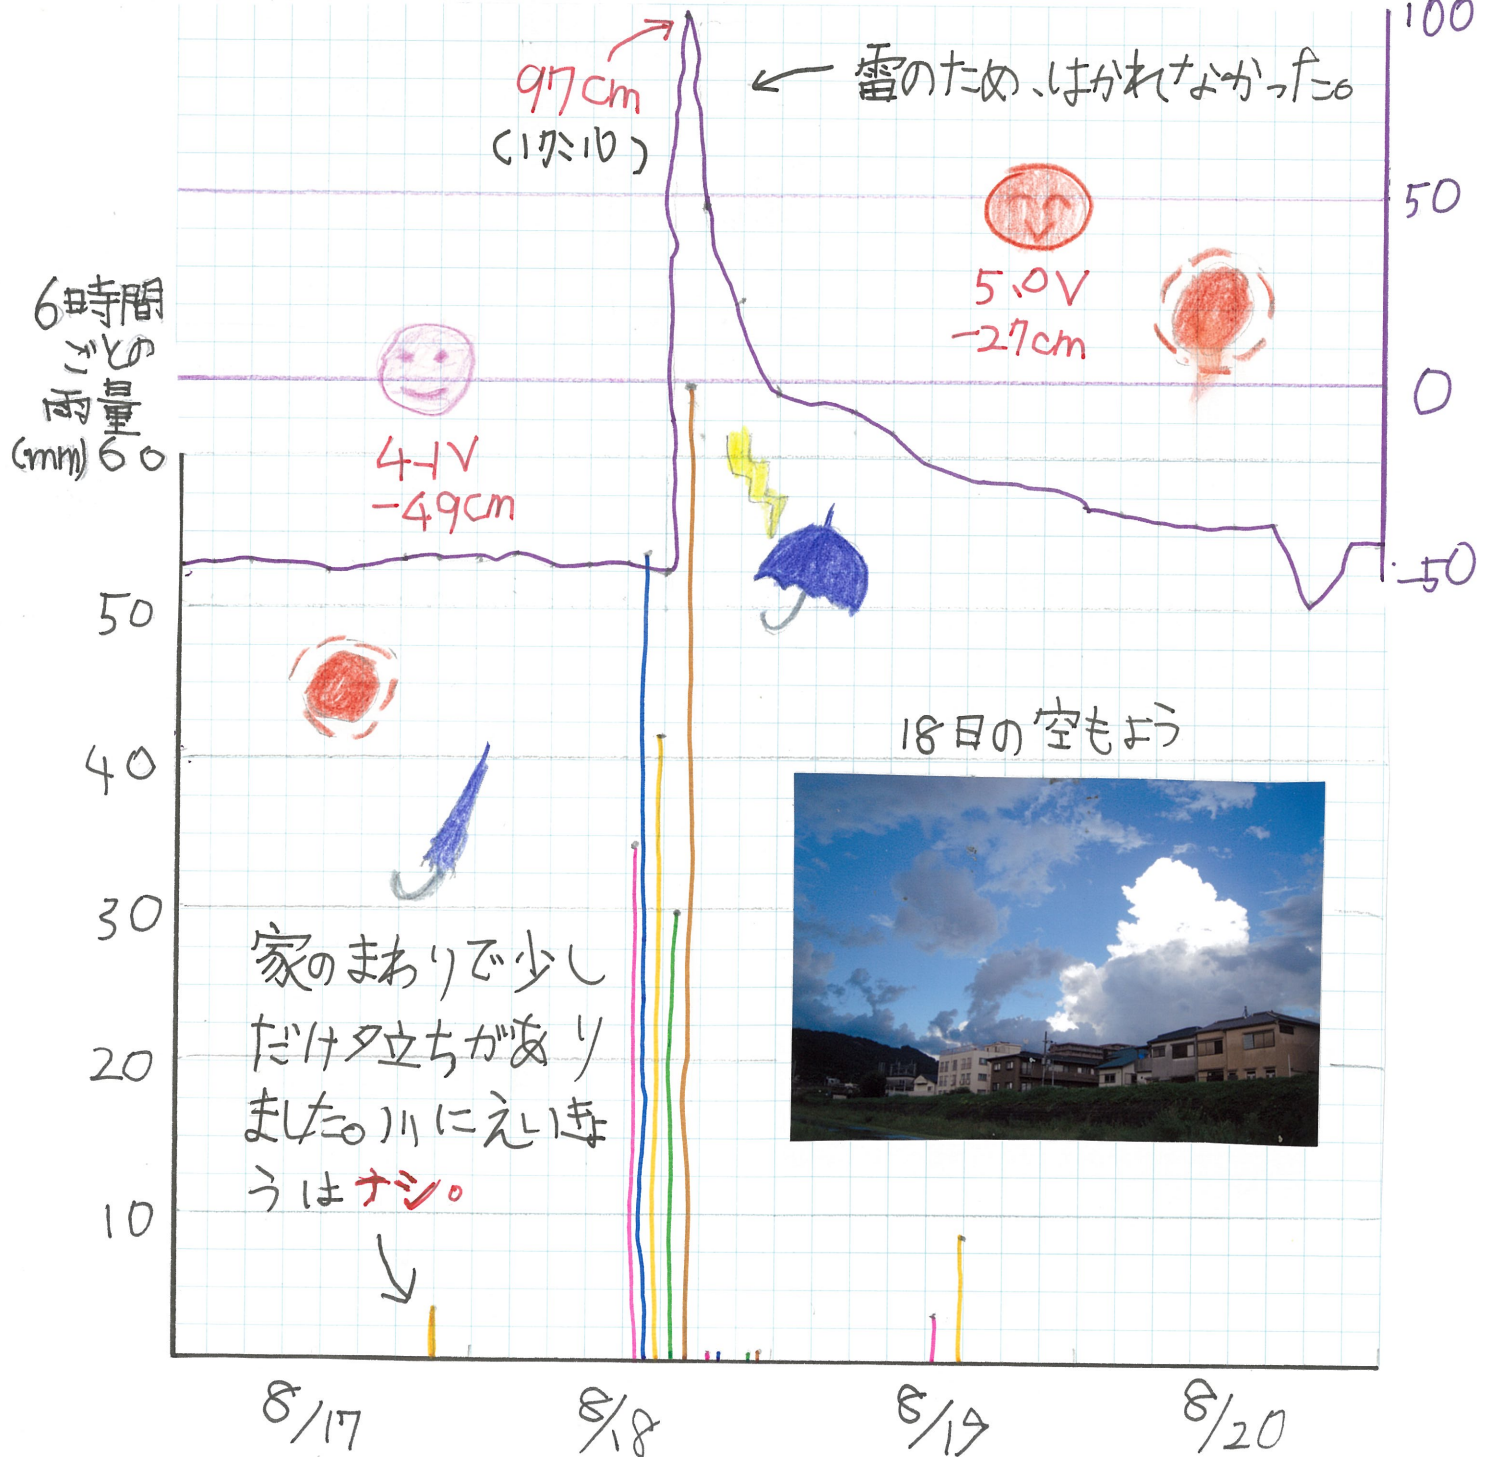 100
97cm
(17:10)
雷のため、はかれなかった。
50
5.0V
-27cm
0
6時間
ごとの
雨量
(mm)60
4.1V
-49cm
-50
50
18日の空もよう
40
30
家のまわりで少し
だけ夕立ちがあり
ました。川にえいきょ
うはナシ。
20
10
8/17
8/18
8/19
8/20